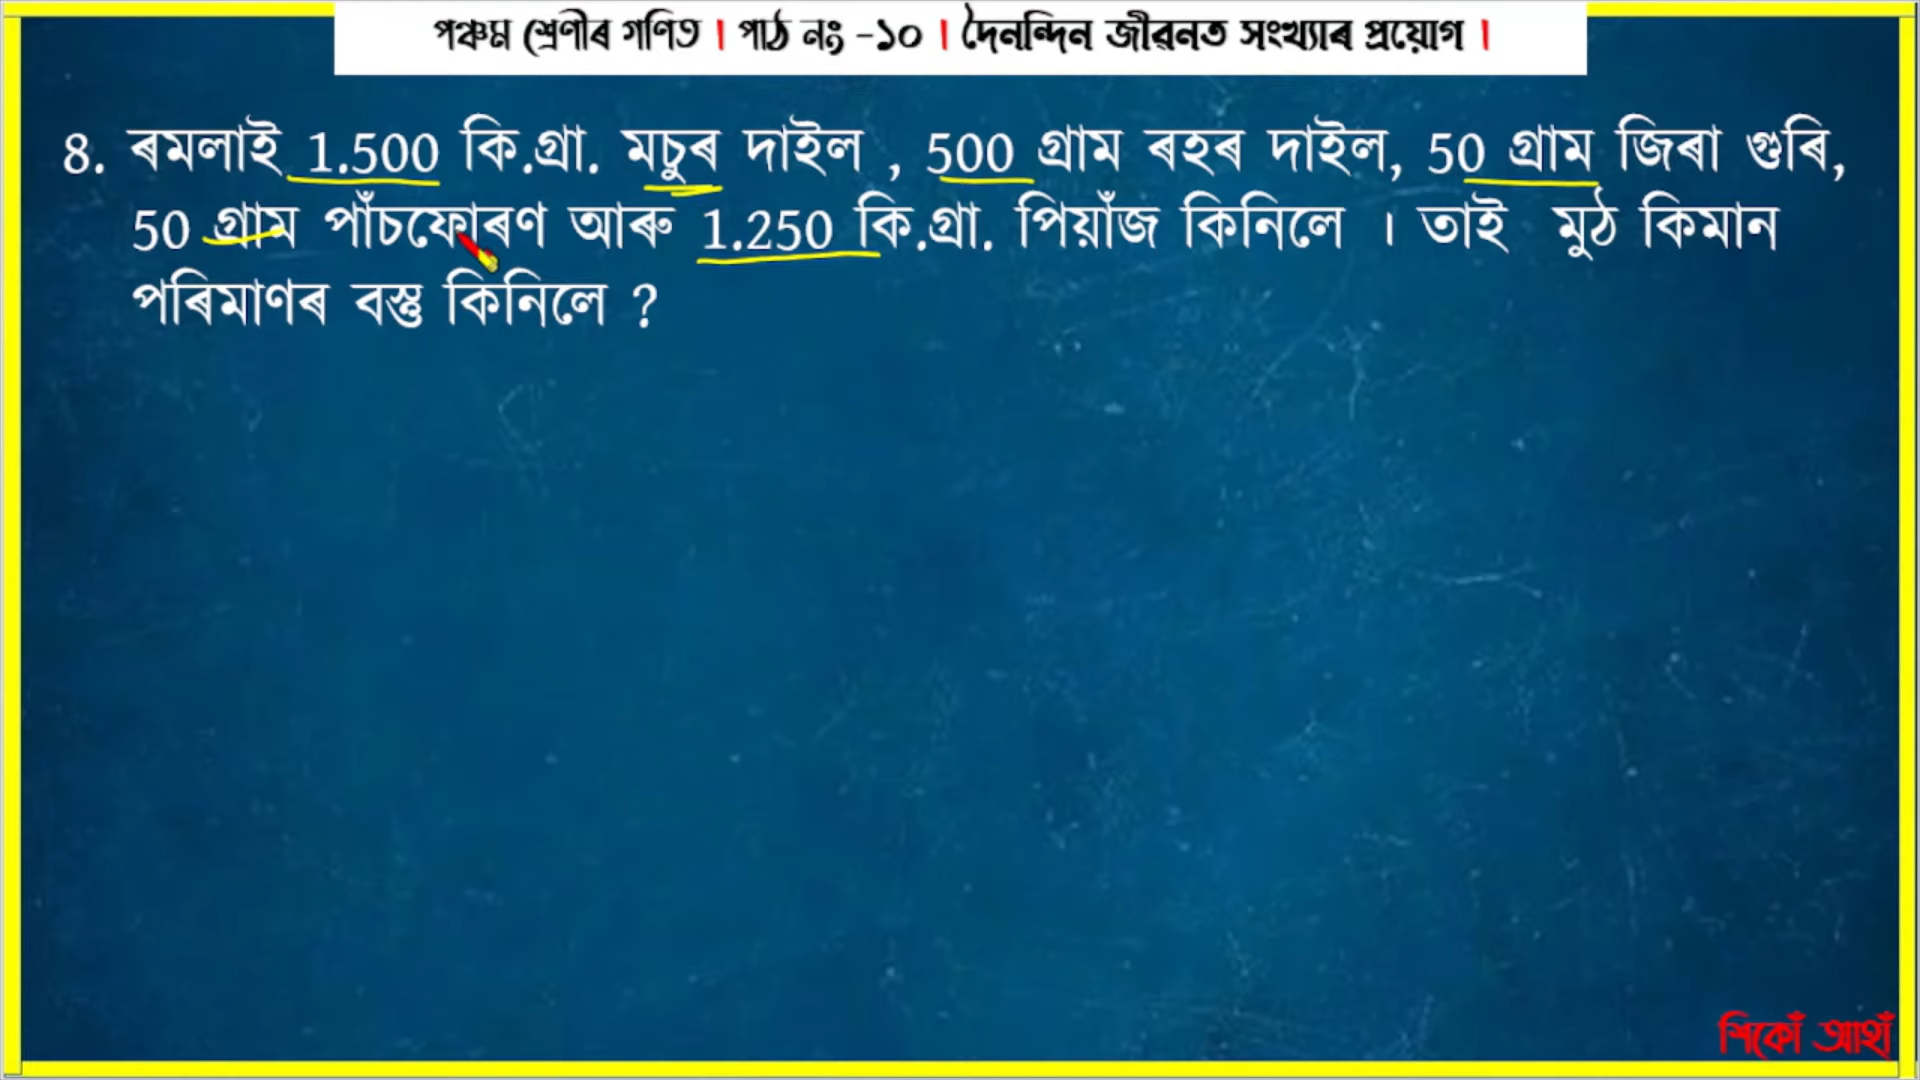 পঞ্চম শ্ৰেণীৰ গণিত । পাঠ নং -১০ । দৈনন্দিন জীৱনত সংখ্যাৰ প্ৰয়োগ ।
8. ৰমলাই 1.500 কি.গ্ৰা. মচুৰ দাইল , 500 গ্ৰাম ৰহৰ দাইল, 50 গ্ৰাম জিৰা গুৰি,
50 গ্ৰাম পাঁচফোৰণ আৰু 1.250 কি.গ্ৰা. পিয়াঁজ কিনিলে । তাই মুঠ কিমান
পৰিমাণৰ বস্তু কিনিলে ?
শিকোঁ আহাঁ